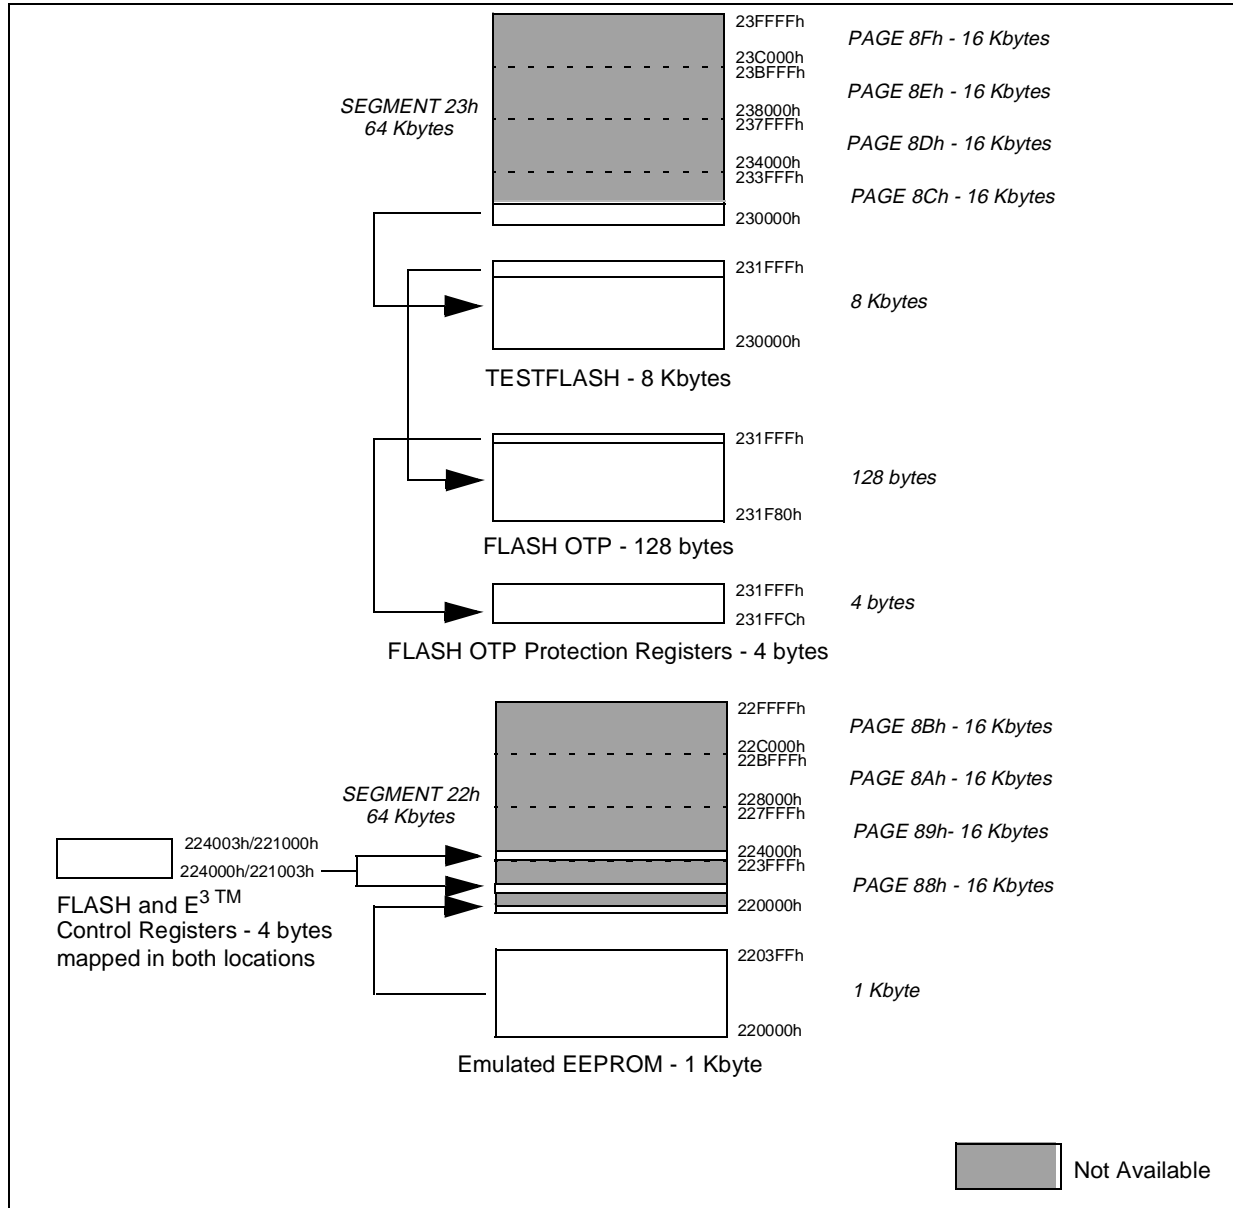 23FFFFh
PAGE 8Fh - 16 Kbytes
23C000h
23BFFFh
PAGE 8Eh - 16 Kbytes
SEGMENT 23h
64 Kbytes
238000h
237FFFh
PAGE 8Dh - 16 Kbytes
234000h
233FFFh
PAGE 8Ch - 16 Kbytes
230000h
231FFFh
8 Kbytes
230000h
TESTFLASH - 8 Kbytes
231FFFh
128 bytes
231F80h
FLASH OTP - 128 bytes
231FFFh
4 bytes
231FFCh
FLASH OTP Protection Registers - 4 bytes
22FFFFh
PAGE 8Bh - 16 Kbytes
22C000h
22BFFFh
PAGE 8Ah - 16 Kbytes
SEGMENT 22h
64 Kbytes
228000h
227FFFh
PAGE 89h- 16 Kbytes
224000h
223FFFh
PAGE 88h - 16 Kbytes
220000h
224003h/221000h
224000h/221003h
FLASH and E3 TM
Control Registers - 4 bytes
mapped in both locations
2203FFh
1 Kbyte
220000h
Emulated EEPROM - 1 Kbyte
Not Available